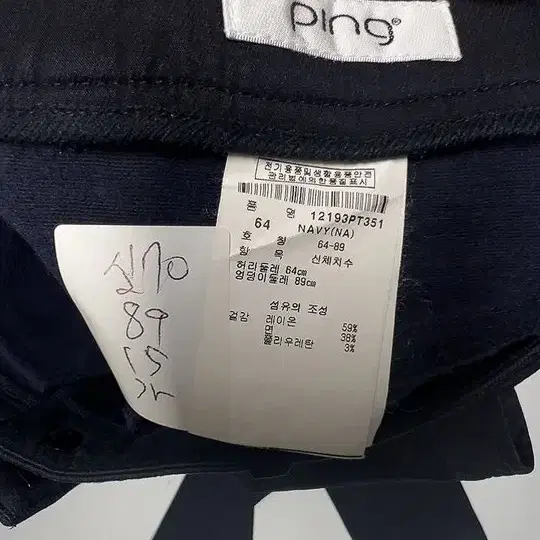 ping®
전기용품및생활용품안전
관리법에의한품질표시
품 명 12193PT351
64 NAVY(NA)
호 칭 64-89
항 목 신체치수
허리둘레 64cm
엉덩이둘레 89cm
섬유의 조성
겉감 레이온 59%
면 38%
폴리우레탄 3%
실70
89
15